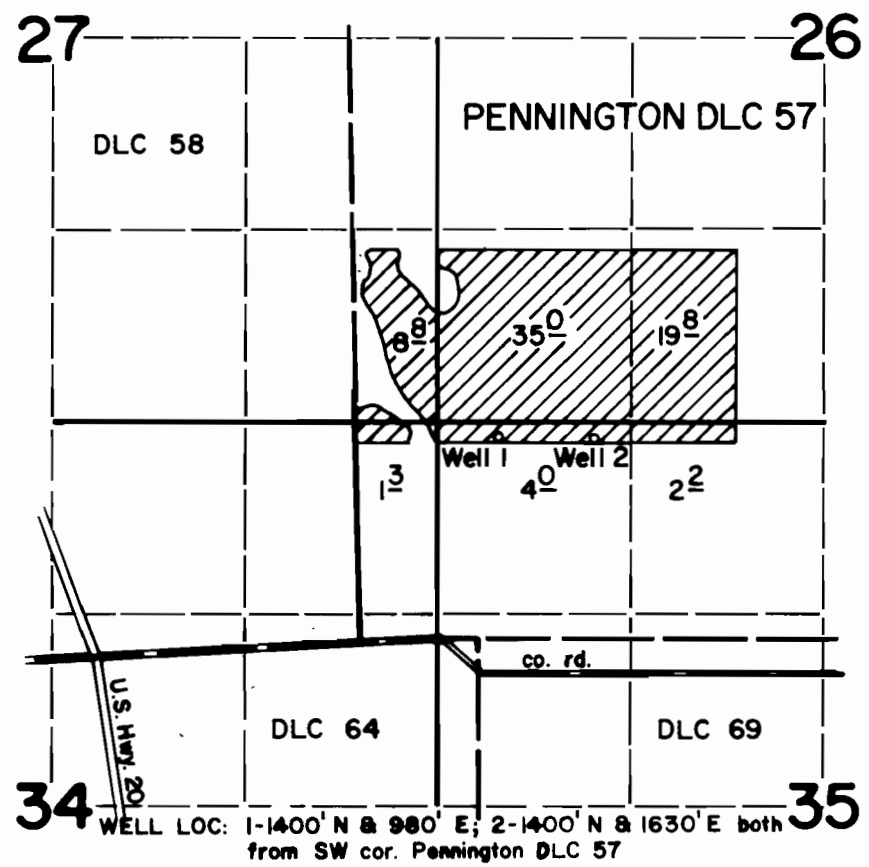 27
26
PENNINGTON DLC 57
DLC 58
8 8
35 0
19 8
Well 1
Well 2
1 3
4 0
2 2
co. rd.
U.S. Hwy. 20
DLC 64
DLC 69
34
35
WELL LOC: 1-1400' N & 980' E; 2-1400' N & 1630' E both
from SW cor. Pennington DLC 57